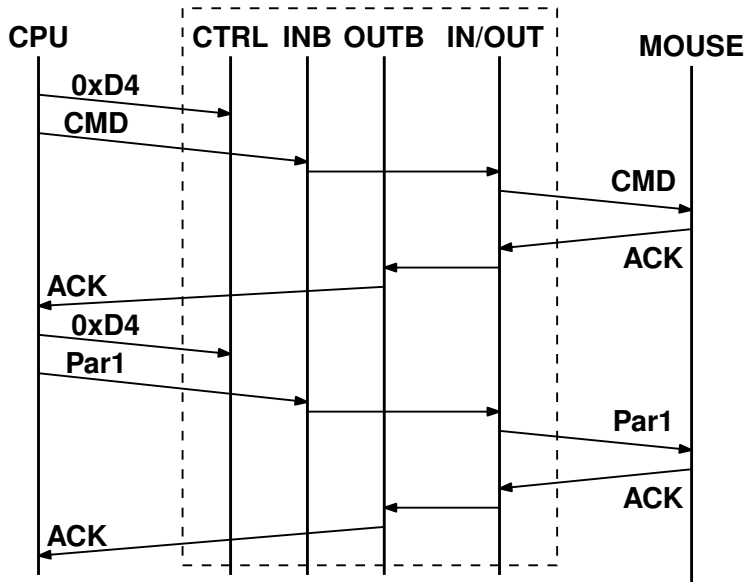 CPU CTRL INB OUTB IN/OUT MOUSE
0xD4
CMD
CMD
ACK
ACK
0xD4
Par1
Par1
ACK
ACK